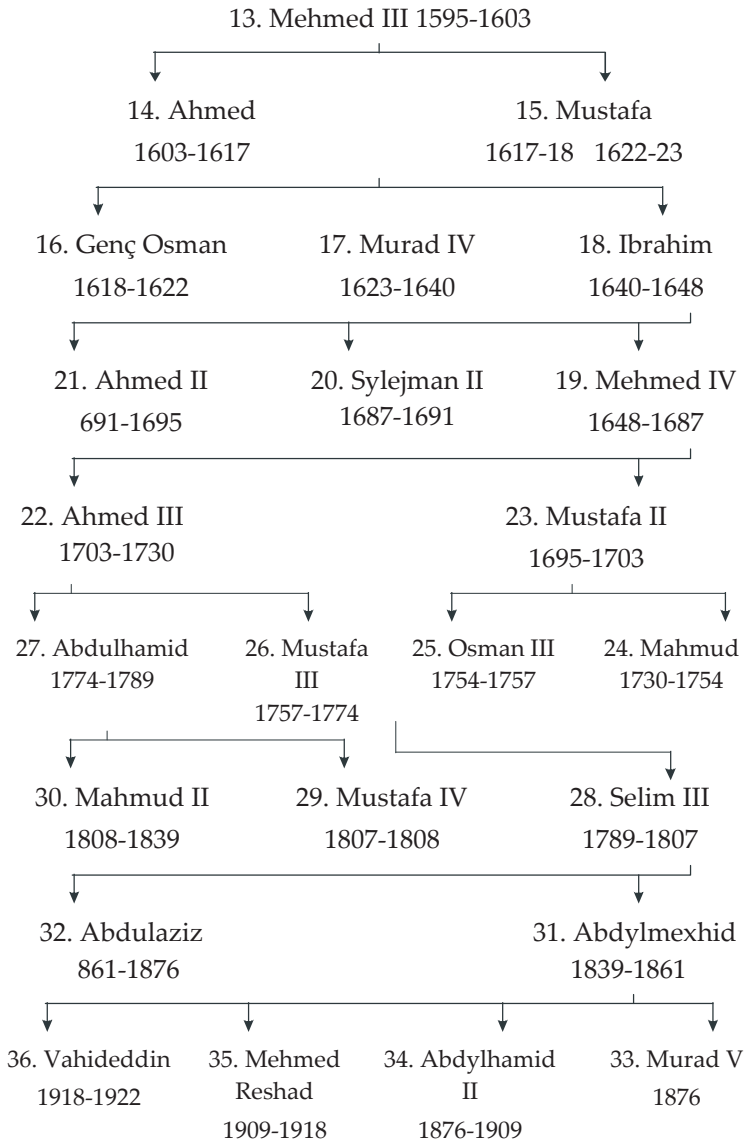 13. Mehmed III 1595-1603
14. Ahmed
1603-1617
15. Mustafa
1617-18 1622-23
16. Genç Osman
1618-1622
17. Murad IV
1623-1640
18. Ibrahim
1640-1648
21. Ahmed II
691-1695
20. Sylejman II
1687-1691
19. Mehmed IV
1648-1687
22. Ahmed III
1703-1730
23. Mustafa II
1695-1703
27. Abdulhamid
1774-1789
26. Mustafa
III
1757-1774
25. Osman III
1754-1757
24. Mahmud
1730-1754
30. Mahmud II
1808-1839
29. Mustafa IV
1807-1808
28. Selim III
1789-1807
32. Abdulaziz
861-1876
31. Abdylmexhid
1839-1861
36. Vahideddin
1918-1922
35. Mehmed
Reshad
1909-1918
34. Abdylhamid
II
1876-1909
33. Murad V
1876